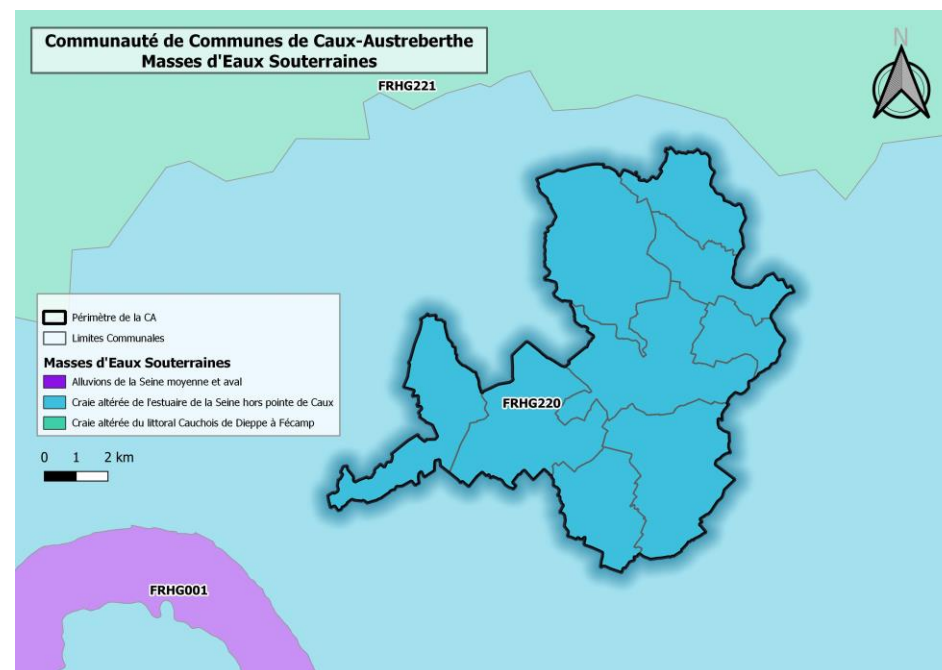 Communauté de Communes de Caux-Austreberthe
Masses d'Eaux Souterraines
N
FRHG221
Périmètre de la CA
Limites Communales
Masses d'Eaux Souterraines
Alluvions de la Seine moyenne et aval
Craie altérée de l'estuaire de la Seine hors pointe de Caux
Craie altérée du littoral Cauchois de Dieppe à Fécamp
FRHG220
0 1 2 km
FRHG001